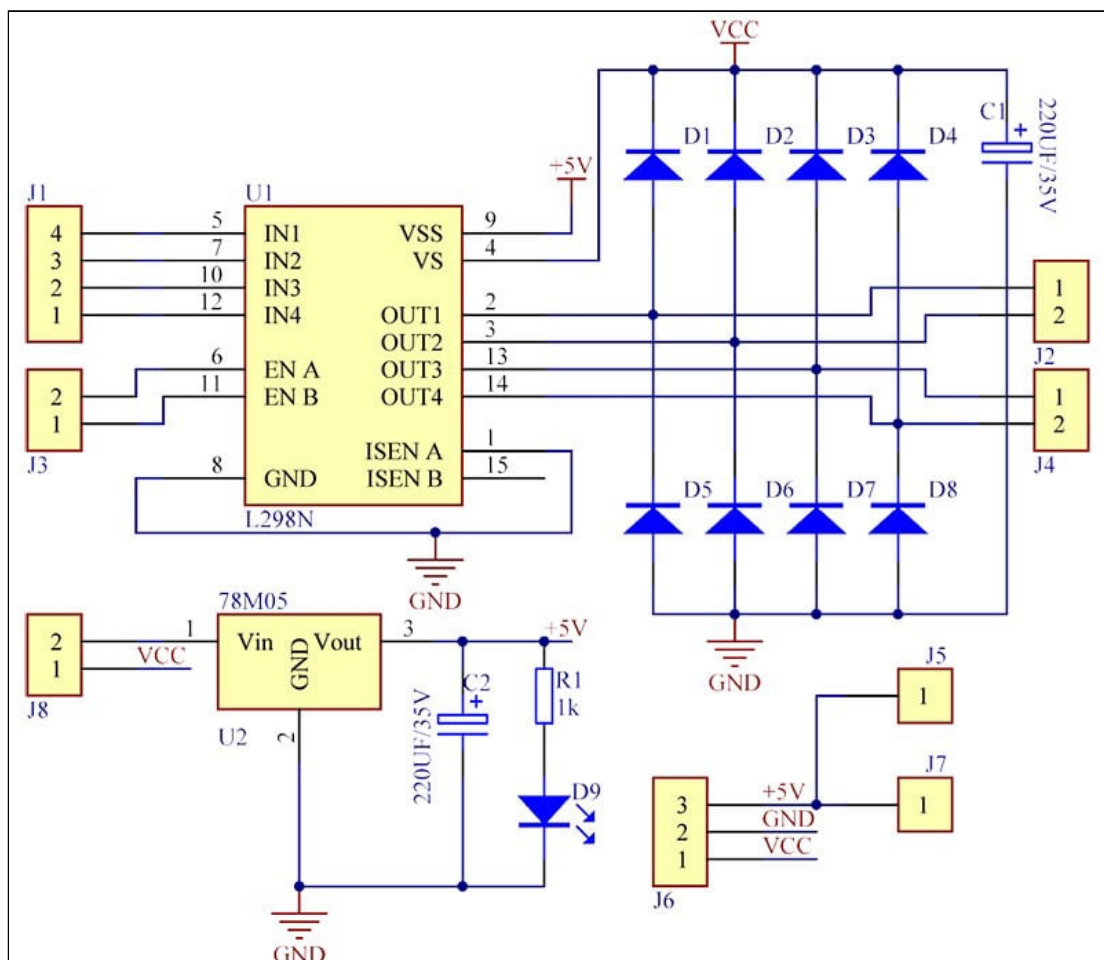 VCC
C1
+
220UF/35V
D1
D2
D3
D4
+5V
J1
U1
4
5
IN1
VSS
9
3
7
IN2
VS
4
2
10
IN3
1
12
IN4
OUT1
2
OUT2
3
6
EN A
OUT3
13
11
EN B
OUT4
14
2
1
J3
ISEN A
1
8
GND
ISEN B
15
L298N
GND
1
2
J2
1
2
J4
D5
D6
D7
D8
GND
78M05
2
1
Vin
Vout
3
+5V
1
VCC
GND
J8
U2
2
C2
+
220UF/35V
R1
1k
D9
GND
J5
1
J7
1
3
+5V
2
GND
1
VCC
J6